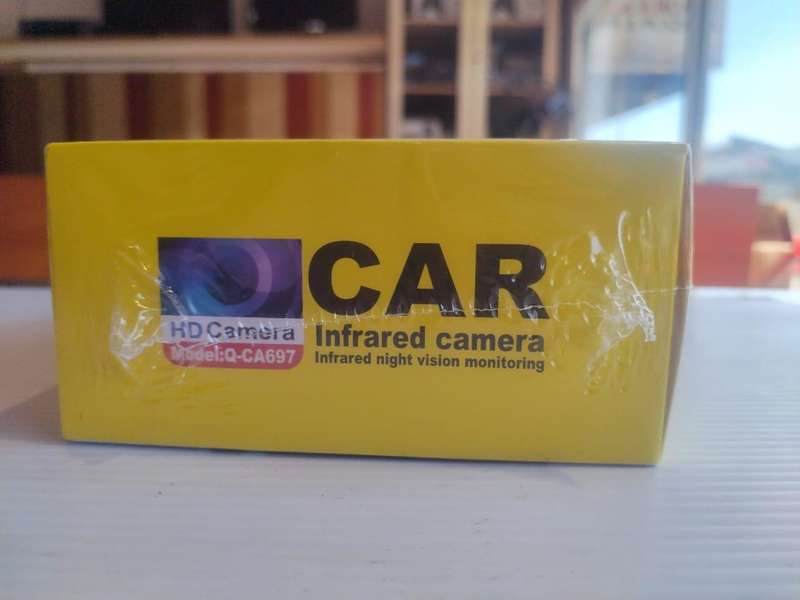 CAR
HD Camera
Model:Q-CA697
Infrared camera
Infrared night vision monitoring